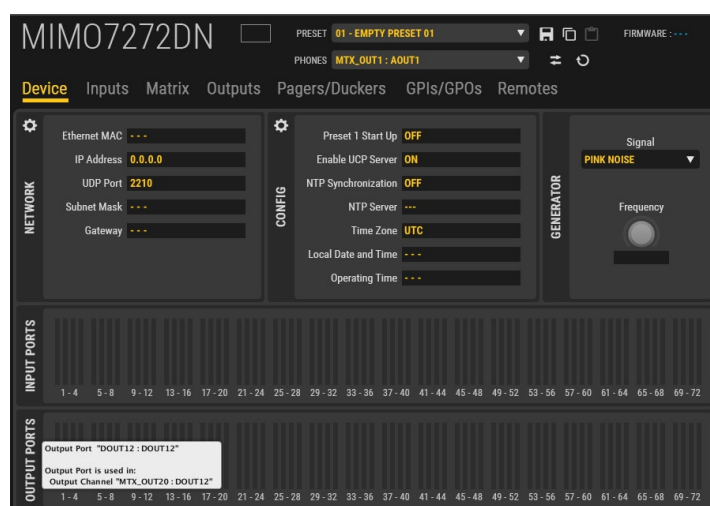 MIMO7272DN
PRESET 01 - EMPTY PRESET 01
FIRMWARE : - - -
PHONES MTX_OUT1 : AOUT1
Device Inputs Matrix Outputs Pagers/Duckers GPIs/GPOs Remotes
NETWORK
Ethernet MAC - - -
IP Address 0.0.0.0
UDP Port 2210
Subnet Mask - - -
Gateway - - -
CONFIG
Preset 1 Start Up OFF
Enable UCP Server ON
NTP Synchronization OFF
NTP Server ---
Time Zone UTC
Local Date and Time - - -
Operating Time - - -
GENERATOR
Signal
PINK NOISE
Frequency
INPUT PORTS
1 - 4 5 - 8 9 - 12 13 - 16 17 - 20 21 - 24 25 - 28 29 - 32 33 - 36 37 - 40 41 - 44 45 - 48 49 - 52 53 - 56 57 - 60 61 - 64 65 - 68 69 - 72
OUTPUT PORTS
Output Port "DOUT12 : DOUT12"
Output Port is used in:
Output Channel "MTX_OUT20 : DOUT12"
1 - 4 5 - 8 9 - 12 13 - 16 17 - 20 21 - 24 25 - 28 29 - 32 33 - 36 37 - 40 41 - 44 45 - 48 49 - 52 53 - 56 57 - 60 61 - 64 65 - 68 69 - 72